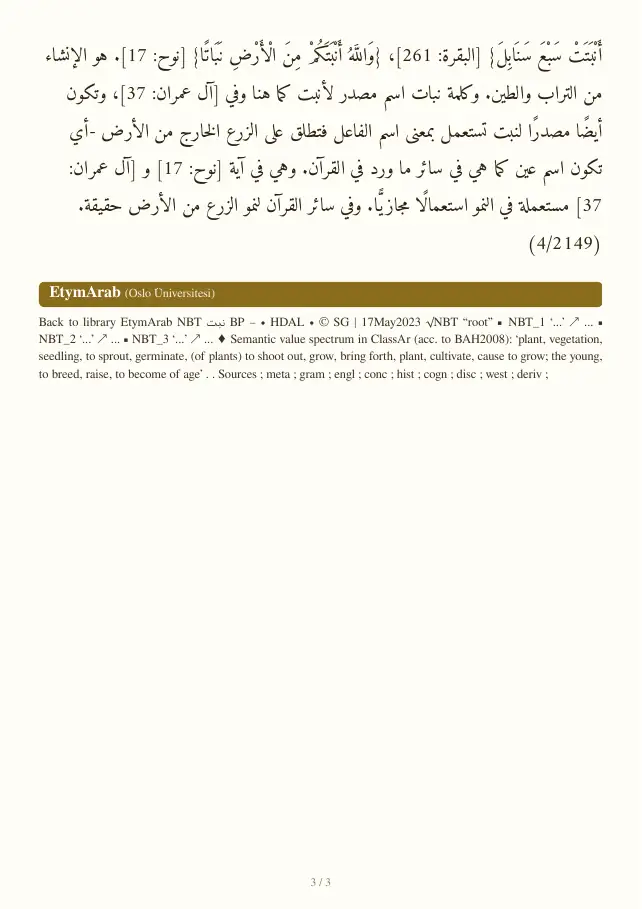 أَنْبَتَتْ سَبْعَ سَنَابِلَ} [البقرة: 261]، {وَاللَّهُ أَنْبَتَكُمْ مِنَ الْأَرْضِ نَبَاتًا} [نوح: 17]. هو الإنشاء
من التراب والطين. وكلمة نبات اسم مصدر لأنبت كما هنا وفي [آل عمران: 37]، وتكون
أيضًا مصدرًا لنبت تستعمل بمعنى اسم الفاعل فتطلق على الزرع الخارج من الأرض -أي
تكون اسم عين كما هي في سائر ما ورد في القرآن. وهي في آية [نوح: 17] و [آل عمران:
37] مستعملة في النمو استعمالًا مجازيًّا. وفي سائر القرآن لنمو الزرع من الأرض حقيقة.
(4/2149)
EtymArab (Oslo Üniversitesi)
Back to library EtymArab NBT نبت BP – • HDAL • © SG | 17May2023 √NBT “root” ▪ NBT_1 ‘...’ ↗ ... ▪
NBT_2 ‘...’ ↗ ... ▪ NBT_3 ‘...’ ↗ ... ♦ Semantic value spectrum in ClassAr (acc. to BAH2008): ‘plant, vegetation,
seedling, to sprout, germinate, (of plants) to shoot out, grow, bring forth, plant, cultivate, cause to grow; the young,
to breed, raise, to become of age’ . . Sources ; meta ; gram ; engl ; conc ; hist ; cogn ; disc ; west ; deriv ;
3 / 3